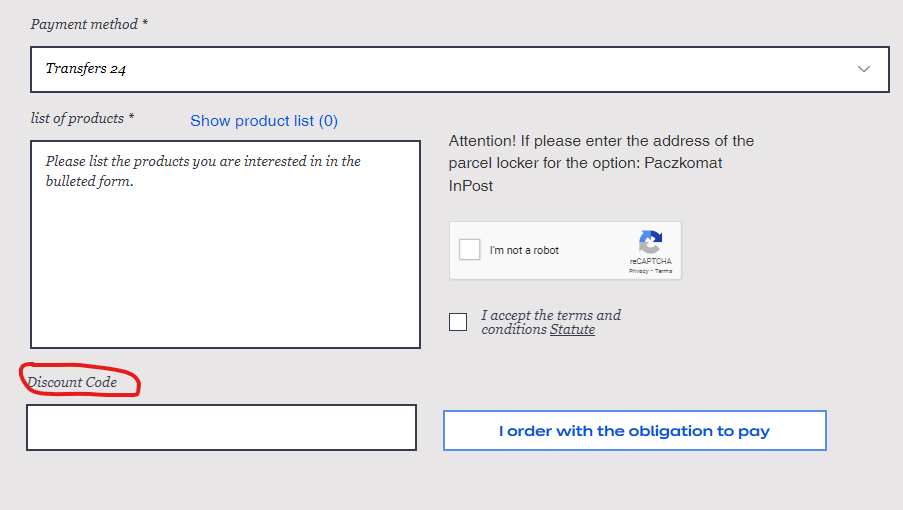 Payment method *
Transfers 24
list of products *
Show product list (0)
Please list the products you are interested in in the
bulleted form.
Attention! If please enter the address of the
parcel locker for the option: Paczkomat
InPost
I'm not a robot
reCAPTCHA
Privacy - Terms
I accept the terms and
conditions Statute
Discount Code
I order with the obligation to pay